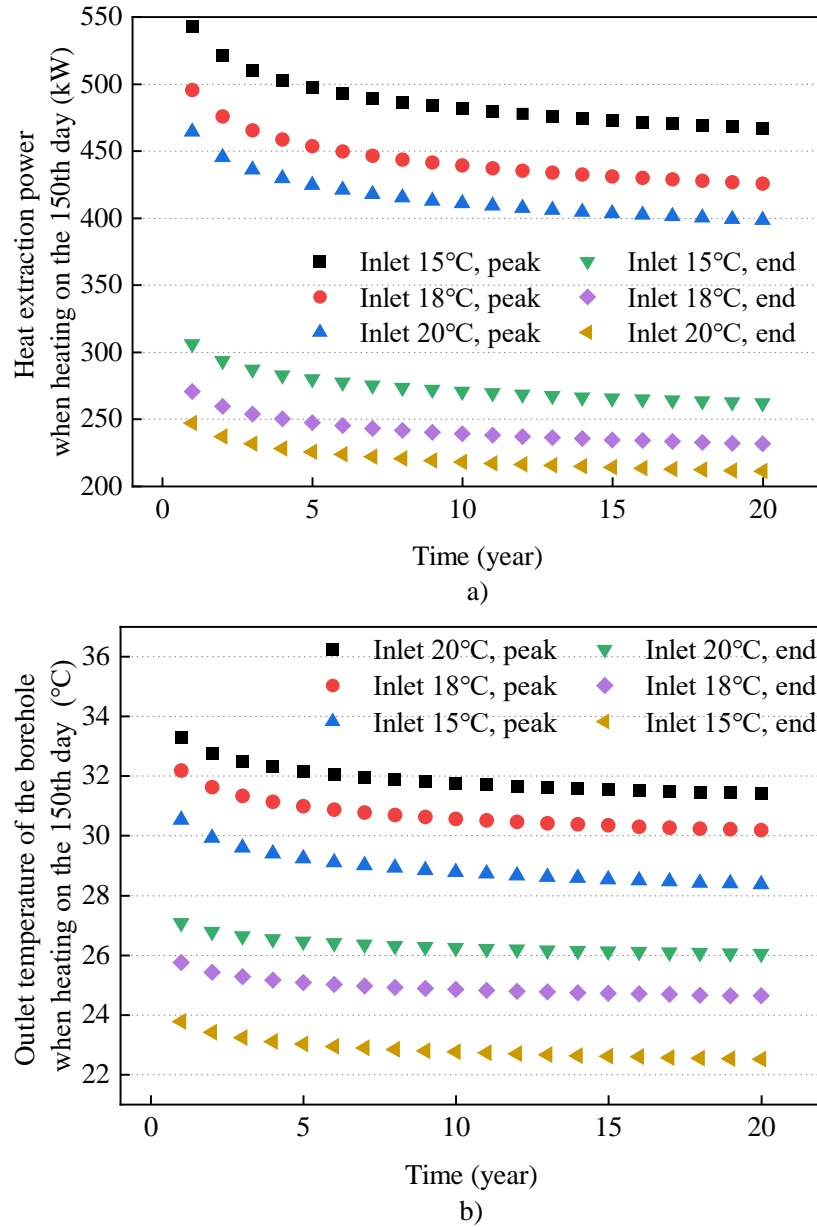 Heat extraction power
when heating on the 150th day (kW)
550
500
450
400
350
300
250
200
Inlet 15℃, peak
Inlet 18℃, peak
Inlet 20℃, peak
Inlet 15℃, end
Inlet 18℃, end
Inlet 20℃, end
0 5 10 15 20
Time (year)
a)
Outlet temperature of the borehole
when heating on the 150th day (℃)
36
34
32
30
28
26
24
22
Inlet 20℃, peak
Inlet 18℃, peak
Inlet 15℃, peak
Inlet 20℃, end
Inlet 18℃, end
Inlet 15℃, end
0 5 10 15 20
Time (year)
b)